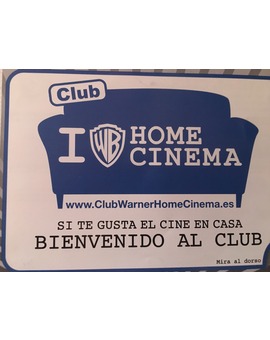 Club
I WB HOME
CINEMA
www.ClubWarnerHomeCinema.es
SI TE GUSTA EL CINE EN CASA
BIENVENIDO AL CLUB
Mira al dorso